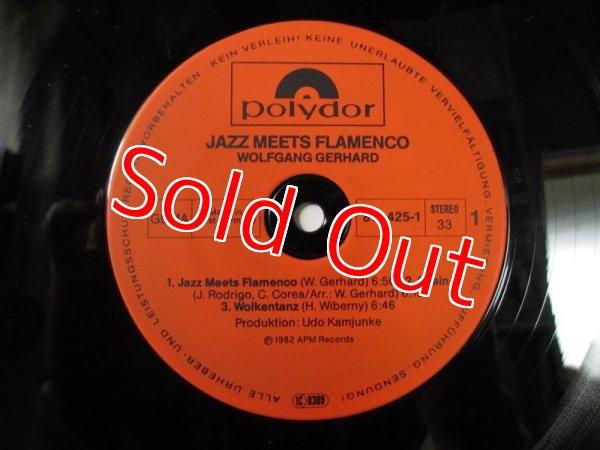 ALLE URHEBER- UND LEISTUNGSSCHUTZRECHTE VORBEHALTEN · KEIN VERLEIH! KEINE UNERLAUBTE VERVIELFÄLTIGUNG, VERMIETUNG, AUFFÜHRUNG, SENDUNG!
polydor
JAZZ MEETS FLAMENCO
WOLFGANG GERHARD
425-1
STEREO
33
1
Sold Out
1. Jazz Meets Flamenco (W. Gerhard)
(J. Rodrigo, C. Corea/Arr.: W. Gerhard)
3. Wolkentanz (H. Wiberny) 6:46
Produktion: Udo Kamjunke
℗ 1982 APM Records
LC 0309